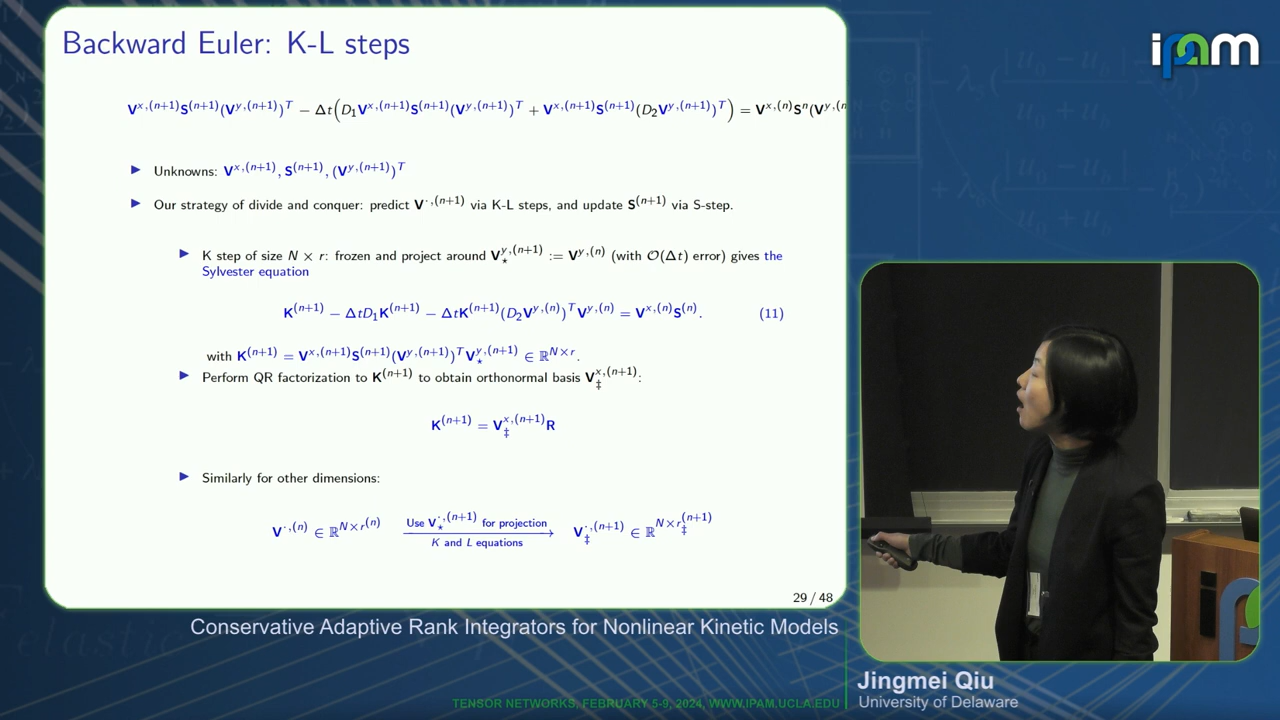 Backward Euler: K-L steps
ipam
V^{x,(n+1)}S^{(n+1)}(V^{y,(n+1)})^T − Δt(D_1V^{x,(n+1)}S^{(n+1)}(V^{y,(n+1)})^T + V^{x,(n+1)}S^{(n+1)}(D_2V^{y,(n+1)})^T) = V^{x,(n)}S^n(V^{y,(n
▶ Unknowns: V^{x,(n+1)}, S^{(n+1)}, (V^{y,(n+1)})^T
▶ Our strategy of divide and conquer: predict V^{·,(n+1)} via K-L steps, and update S^{(n+1)} via S-step.
▶ K step of size N × r: frozen and project around V_⋆^{y,(n+1)} := V^{y,(n)} (with O(Δt) error) gives the
Sylvester equation
K^{(n+1)} − ΔtD_1K^{(n+1)} − ΔtK^{(n+1)}(D_2V^{y,(n)})^T V^{y,(n)} = V^{x,(n)}S^{(n)}. (11)
with K^{(n+1)} = V^{x,(n+1)}S^{(n+1)}(V^{y,(n+1)})^T V_⋆^{y,(n+1)} ∈ ℝ^{N×r}.
▶ Perform QR factorization to K^{(n+1)} to obtain orthonormal basis V_‡^{x,(n+1)}:
K^{(n+1)} = V_‡^{x,(n+1)}R
▶ Similarly for other dimensions:
V^{·,(n)} ∈ ℝ^{N×r^{(n)}} Use V_⋆^{·,(n+1)} for projection V_‡^{·,(n+1)} ∈ ℝ^{N×r_‡^{(n+1)}}
K and L equations
29 / 48
Conservative Adaptive Rank Integrators for Nonlinear Kinetic Models
Jingmei Qiu
University of Delaware
TENSOR NETWORKS, FEBRUARY 5-9, 2024, WWW.IPAM.UCLA.EDU